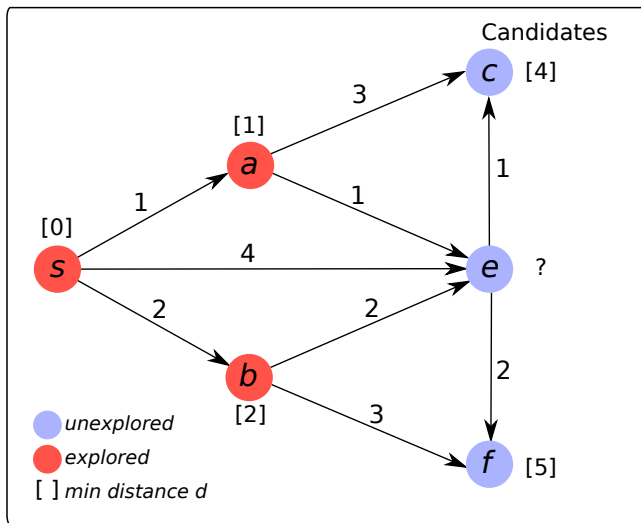 Candidates
c [4]
3
[1]
a
1
1
1
[0]
s
4
e ?
2
2
2
b
3
[2]
f [5]
unexplored
explored
[ ] min distance d